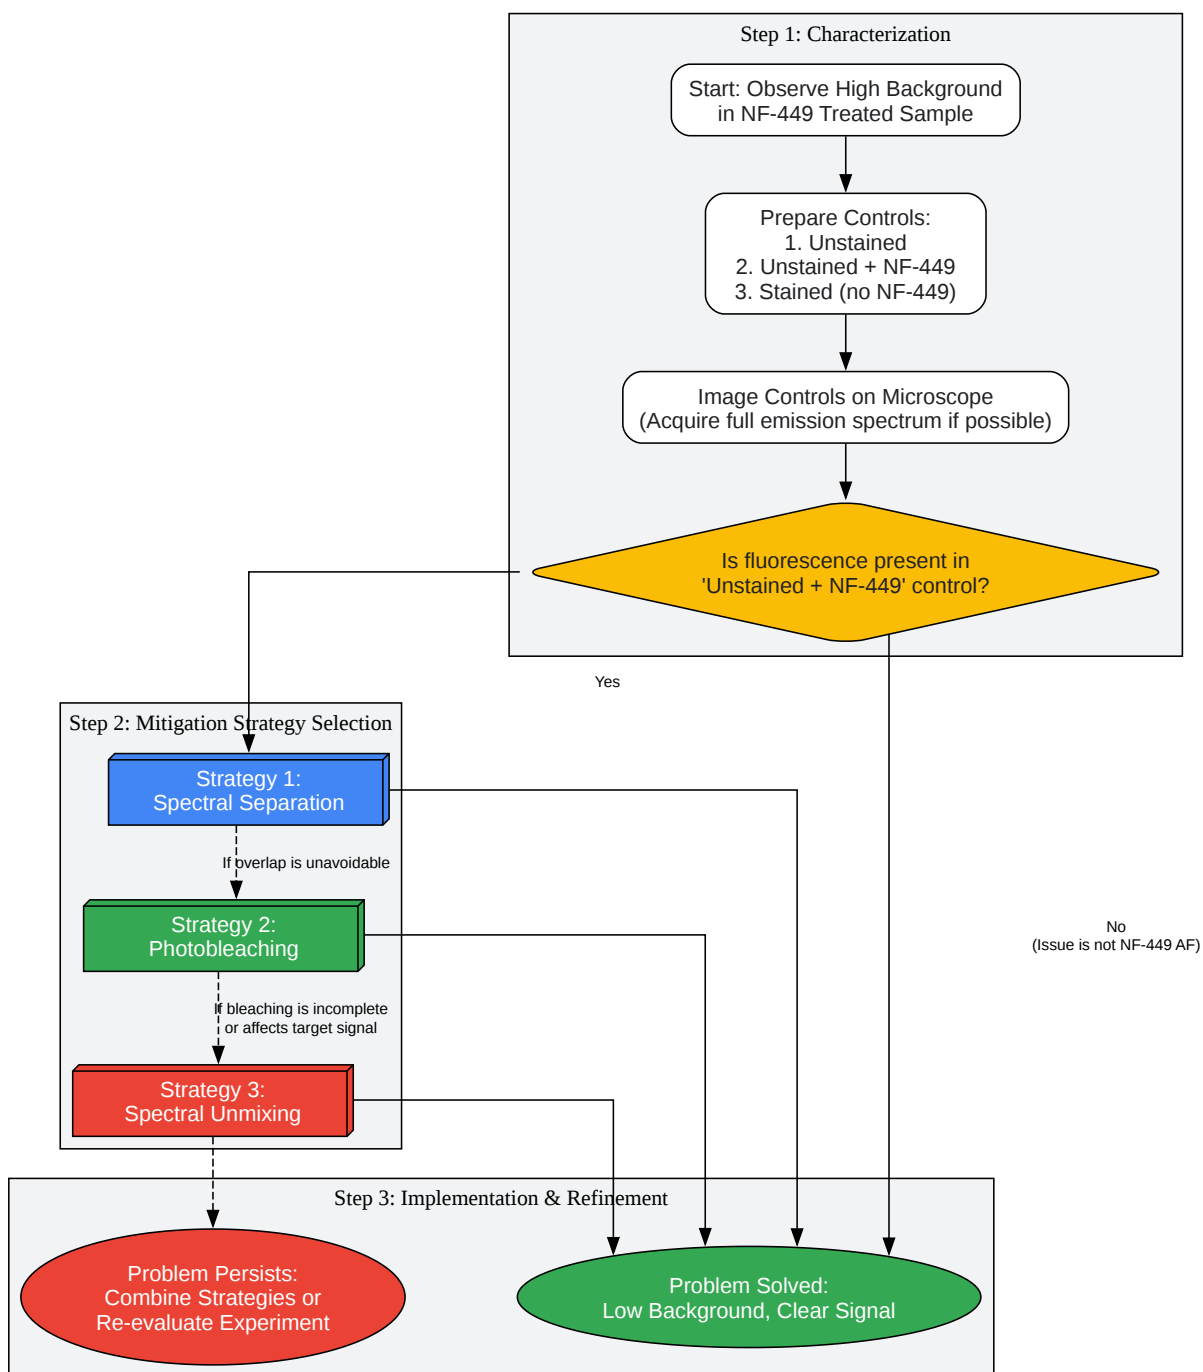 Step 1: Characterization
Start: Observe High Background
in NF-449 Treated Sample
Prepare Controls:
1. Unstained
2. Unstained + NF-449
3. Stained (no NF-449)
Image Controls on Microscope
(Acquire full emission spectrum if possible)
Is fluorescence present in
'Unstained + NF-449' control?
Yes
Step 2: Mitigation Strategy Selection
Strategy 1:
Spectral Separation
If overlap is unavoidable
Strategy 2:
Photobleaching
No
(Issue is not NF-449 AF)
If bleaching is incomplete
or affects target signal
Strategy 3:
Spectral Unmixing
Step 3: Implementation & Refinement
Problem Persists:
Combine Strategies or
Re-evaluate Experiment
Problem Solved:
Low Background, Clear Signal